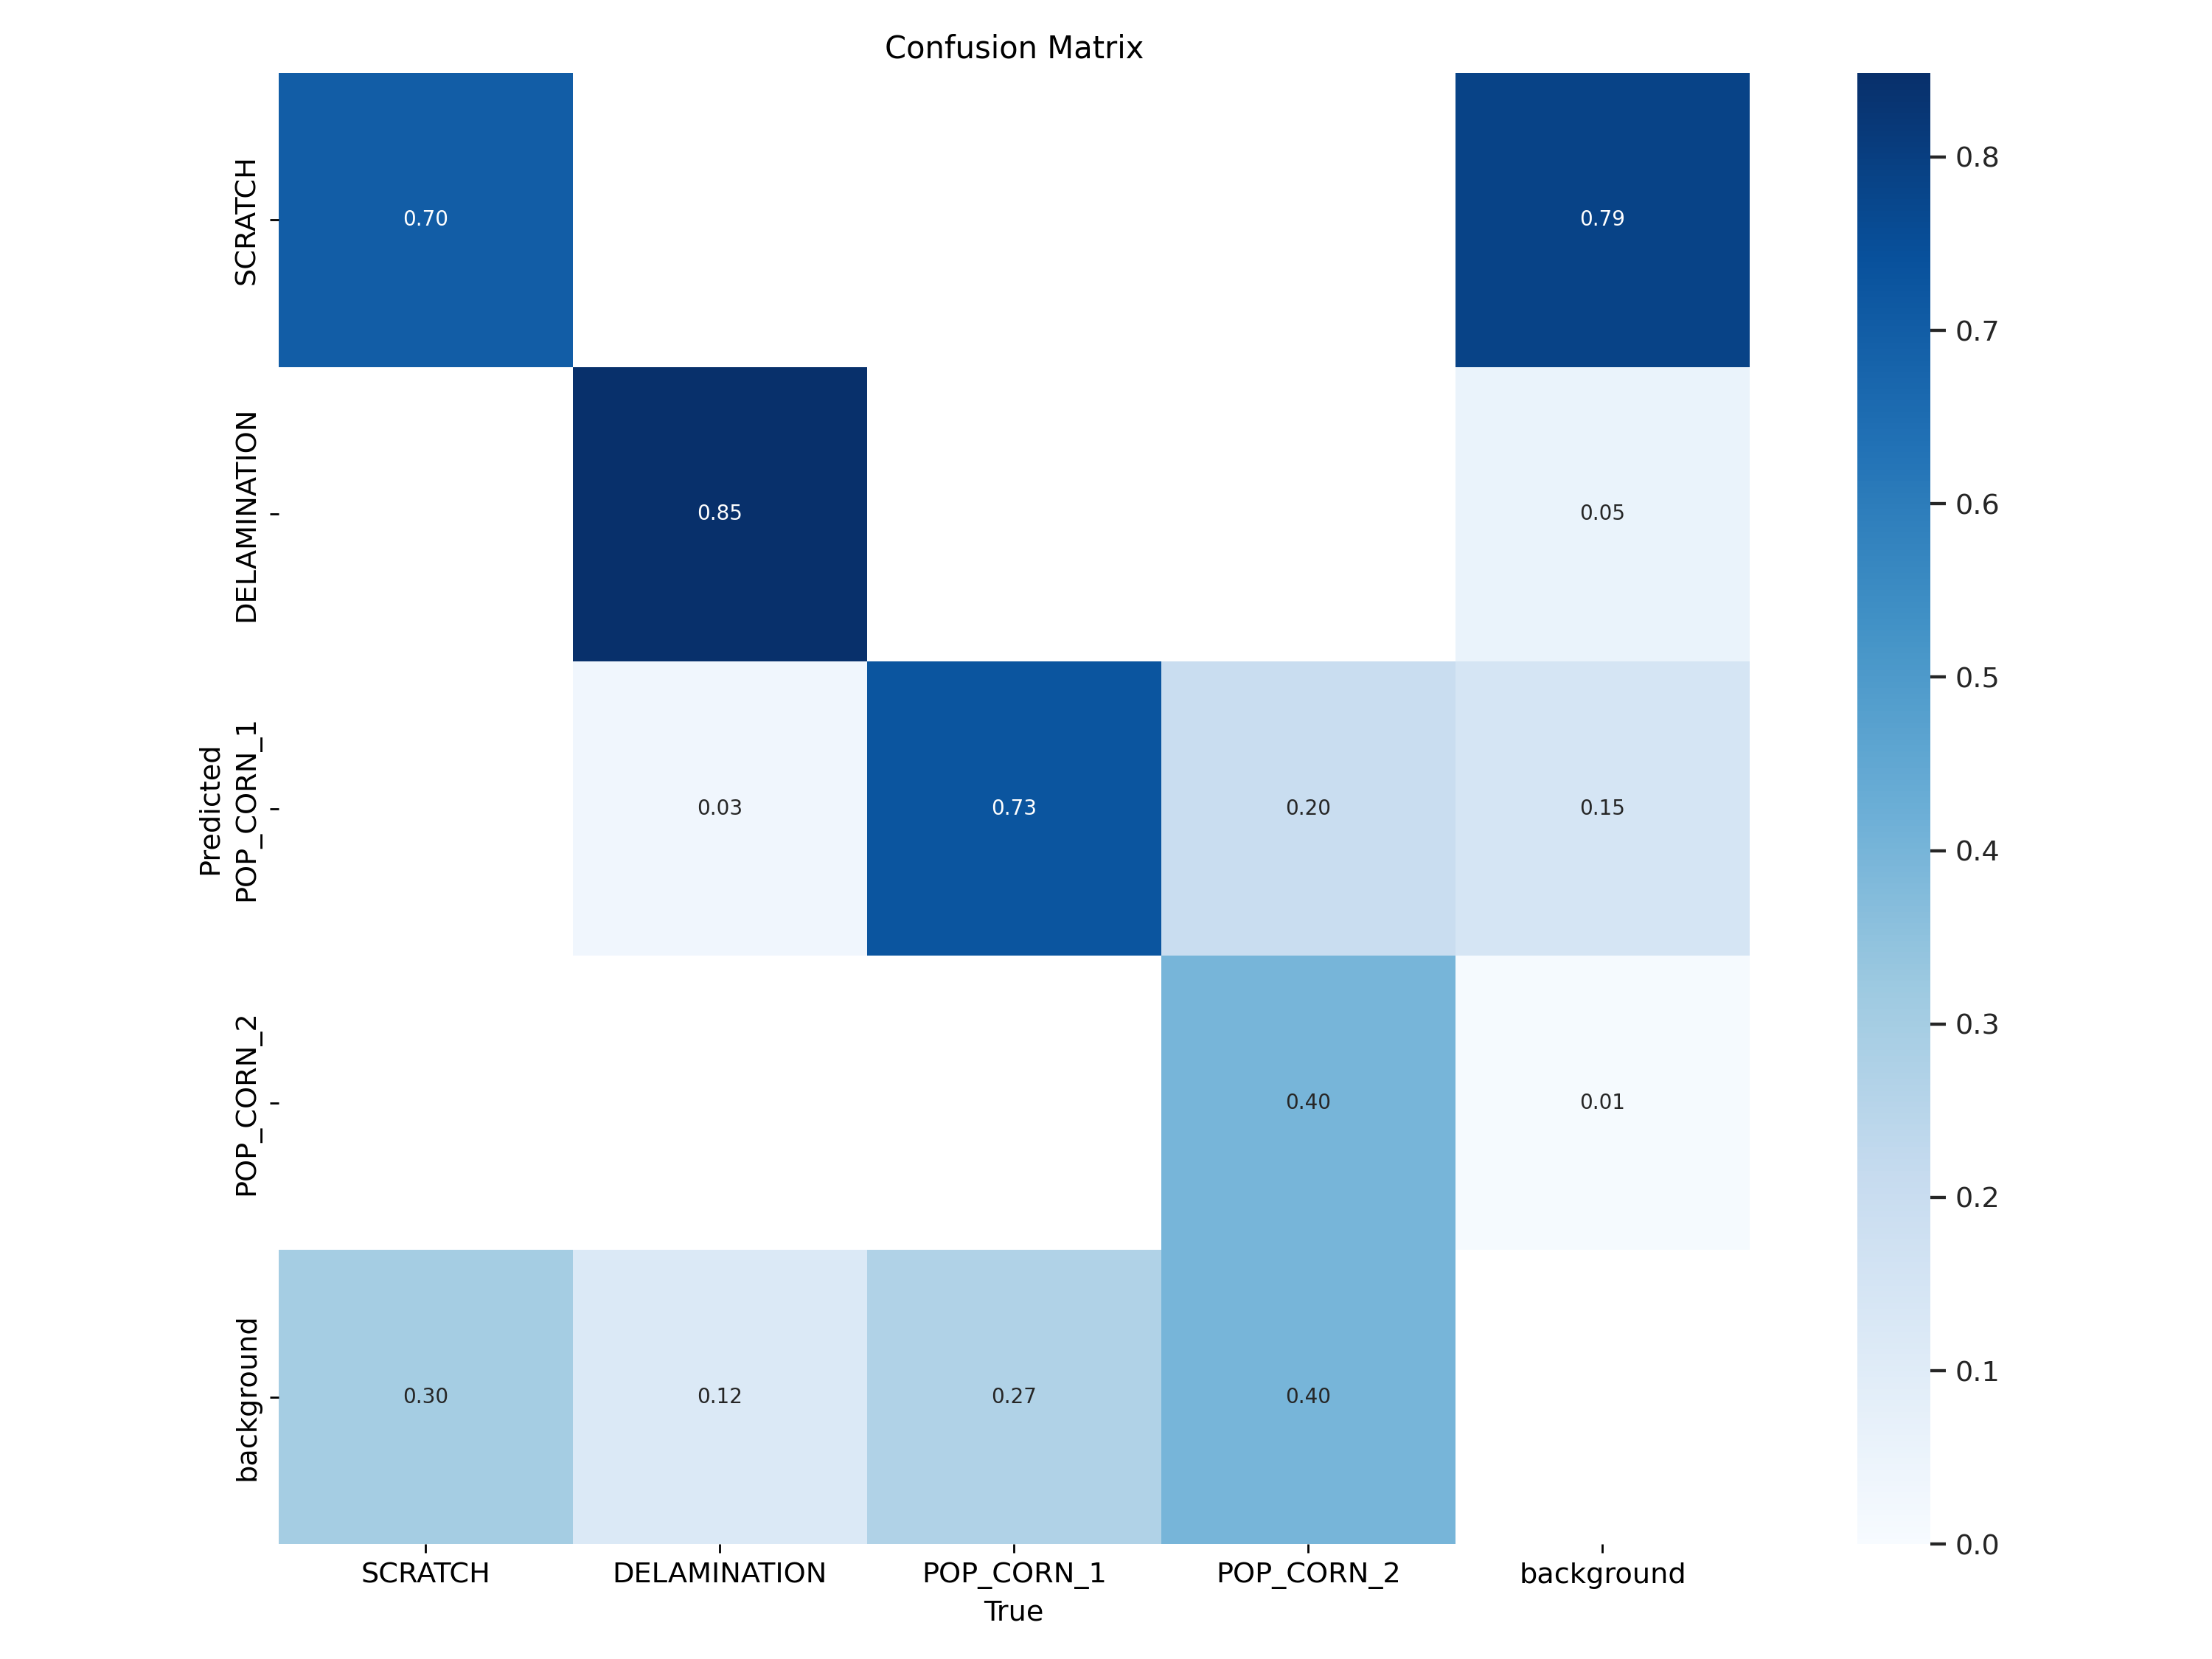 Confusion Matrix
SCRATCH
0.70
0.79
0.8
0.7
0.6
DELAMINATION
0.85
0.05
0.5
Predicted
POP_CORN_1
0.03
0.73
0.20
0.15
0.4
0.3
POP_CORN_2
0.40
0.01
0.2
0.1
background
0.30
0.12
0.27
0.40
0.0
SCRATCH
DELAMINATION
POP_CORN_1
POP_CORN_2
background
True